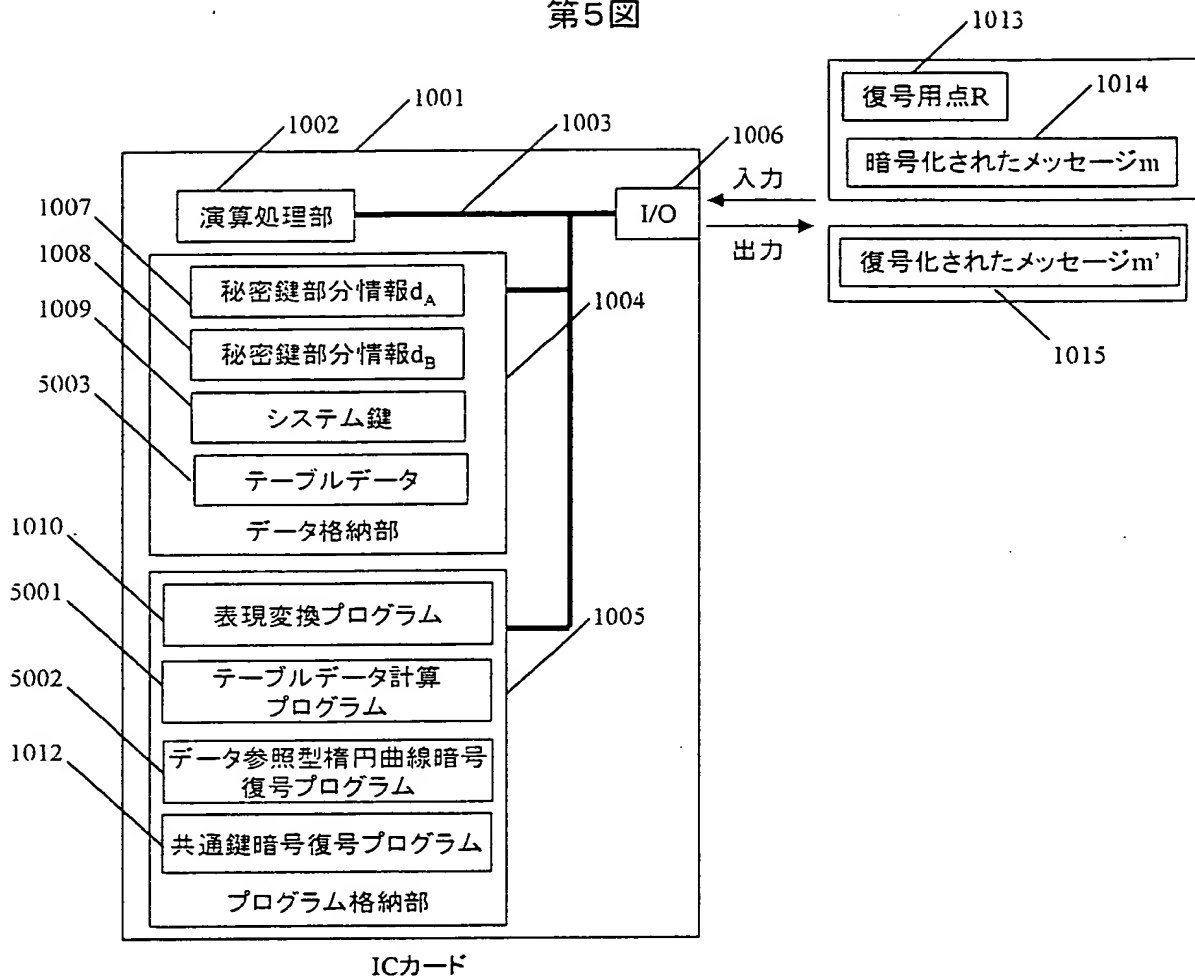 第5図
1013
復号用点R
1014
暗号化されたメッセージm
1001
1002
1003
1006
入力
I/O
出力
復号化されたメッセージm'
1015
演算処理部
1007
秘密鍵部分情報dA
1008
1004
秘密鍵部分情報dB
1009
システム鍵
5003
テーブルデータ
データ格納部
1010
表現変換プログラム
1005
5001
テーブルデータ計算
プログラム
5002
データ参照型楕円曲線暗号
復号プログラム
1012
共通鍵暗号復号プログラム
プログラム格納部
ICカード